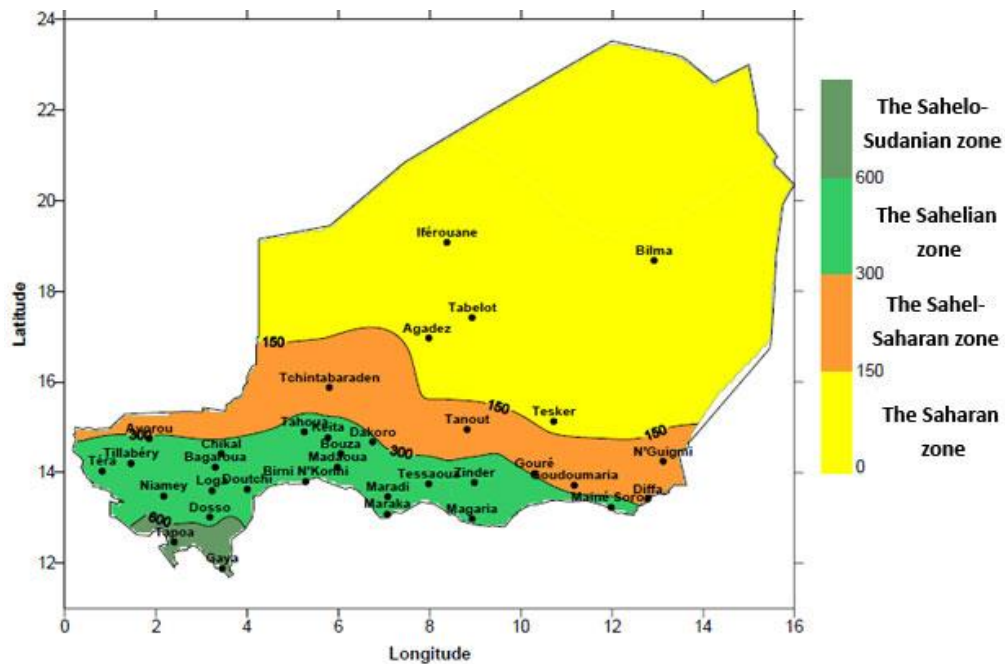 24
22
20
18
16
14
12
Latitude
0
2
4
6
8
10
12
14
16
Longitude
Iférouane
Bilma
Tabelot
Agadez
150
Tchintabaraden
150
Tesker
150
Tanout
N'Guigmi
Ayorou
300
Tahoua
Keita
Dakoro
Chikal
Bouza
300
Tillabéry
Bagaroua
Madaoua
Gouré
Téra
Birni N'Konni
Tessaoua
Zinder
Goudoumaria
Niamey
Loga
Doutchi
Maradi
Diffa
Mainé Soroa
Dosso
Maraka
Magaria
600
Tapoa
Gaya
The Sahelo-
Sudanian zone
600
The Sahelian
zone
300
The Sahel-
Saharan zone
150
The Saharan
zone
0